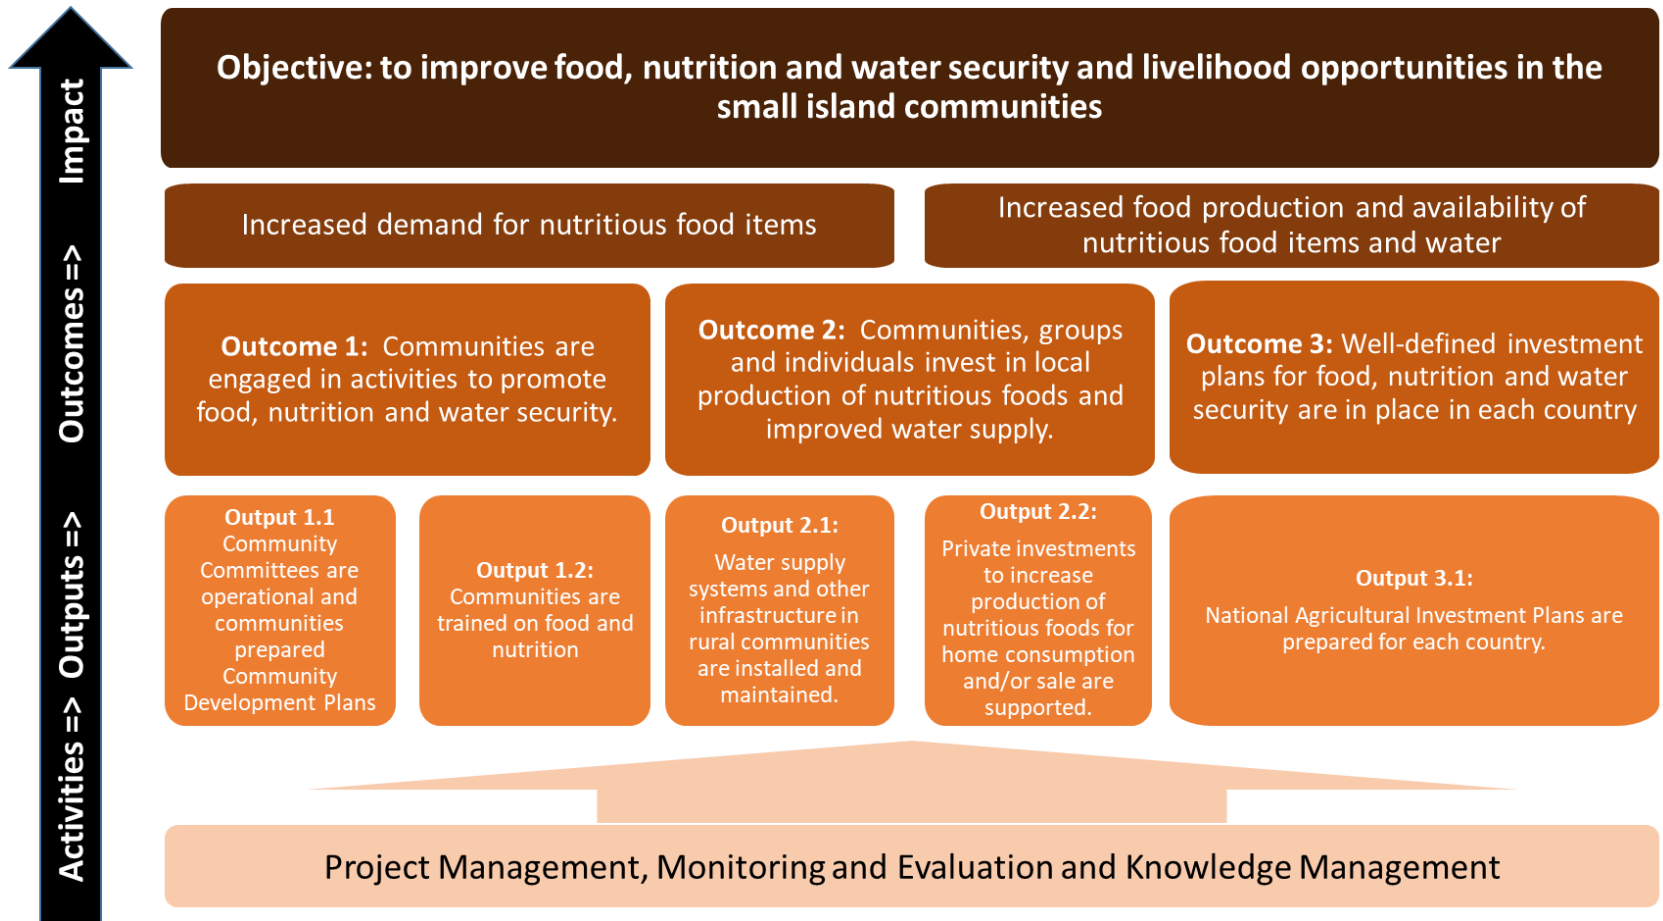 Objective: to improve food, nutrition and water security and livelihood opportunities in the
small island communities
Increased demand for nutritious food items
Increased food production and availability of
nutritious food items and water
Outcome 1: Communities are
engaged in activities to promote
food, nutrition and water security.
Outcome 2: Communities, groups
and individuals invest in local
production of nutritious foods and
improved water supply.
Outcome 3: Well-defined investment
plans for food, nutrition and water
security are in place in each country
Output 1.1
Community
Committees are
operational and
communities
prepared
Community
Development Plans
Output 1.2:
Communities are
trained on food and
nutrition
Output 2.1:
Water supply
systems and other
infrastructure in
rural communities
are installed and
maintained.
Output 2.2:
Private investments
to increase
production of
nutritious foods for
home consumption
and/or sale are
supported.
Output 3.1:
National Agricultural Investment Plans are
prepared for each country.
Project Management, Monitoring and Evaluation and Knowledge Management
Activities => Outputs => Outcomes => Impact